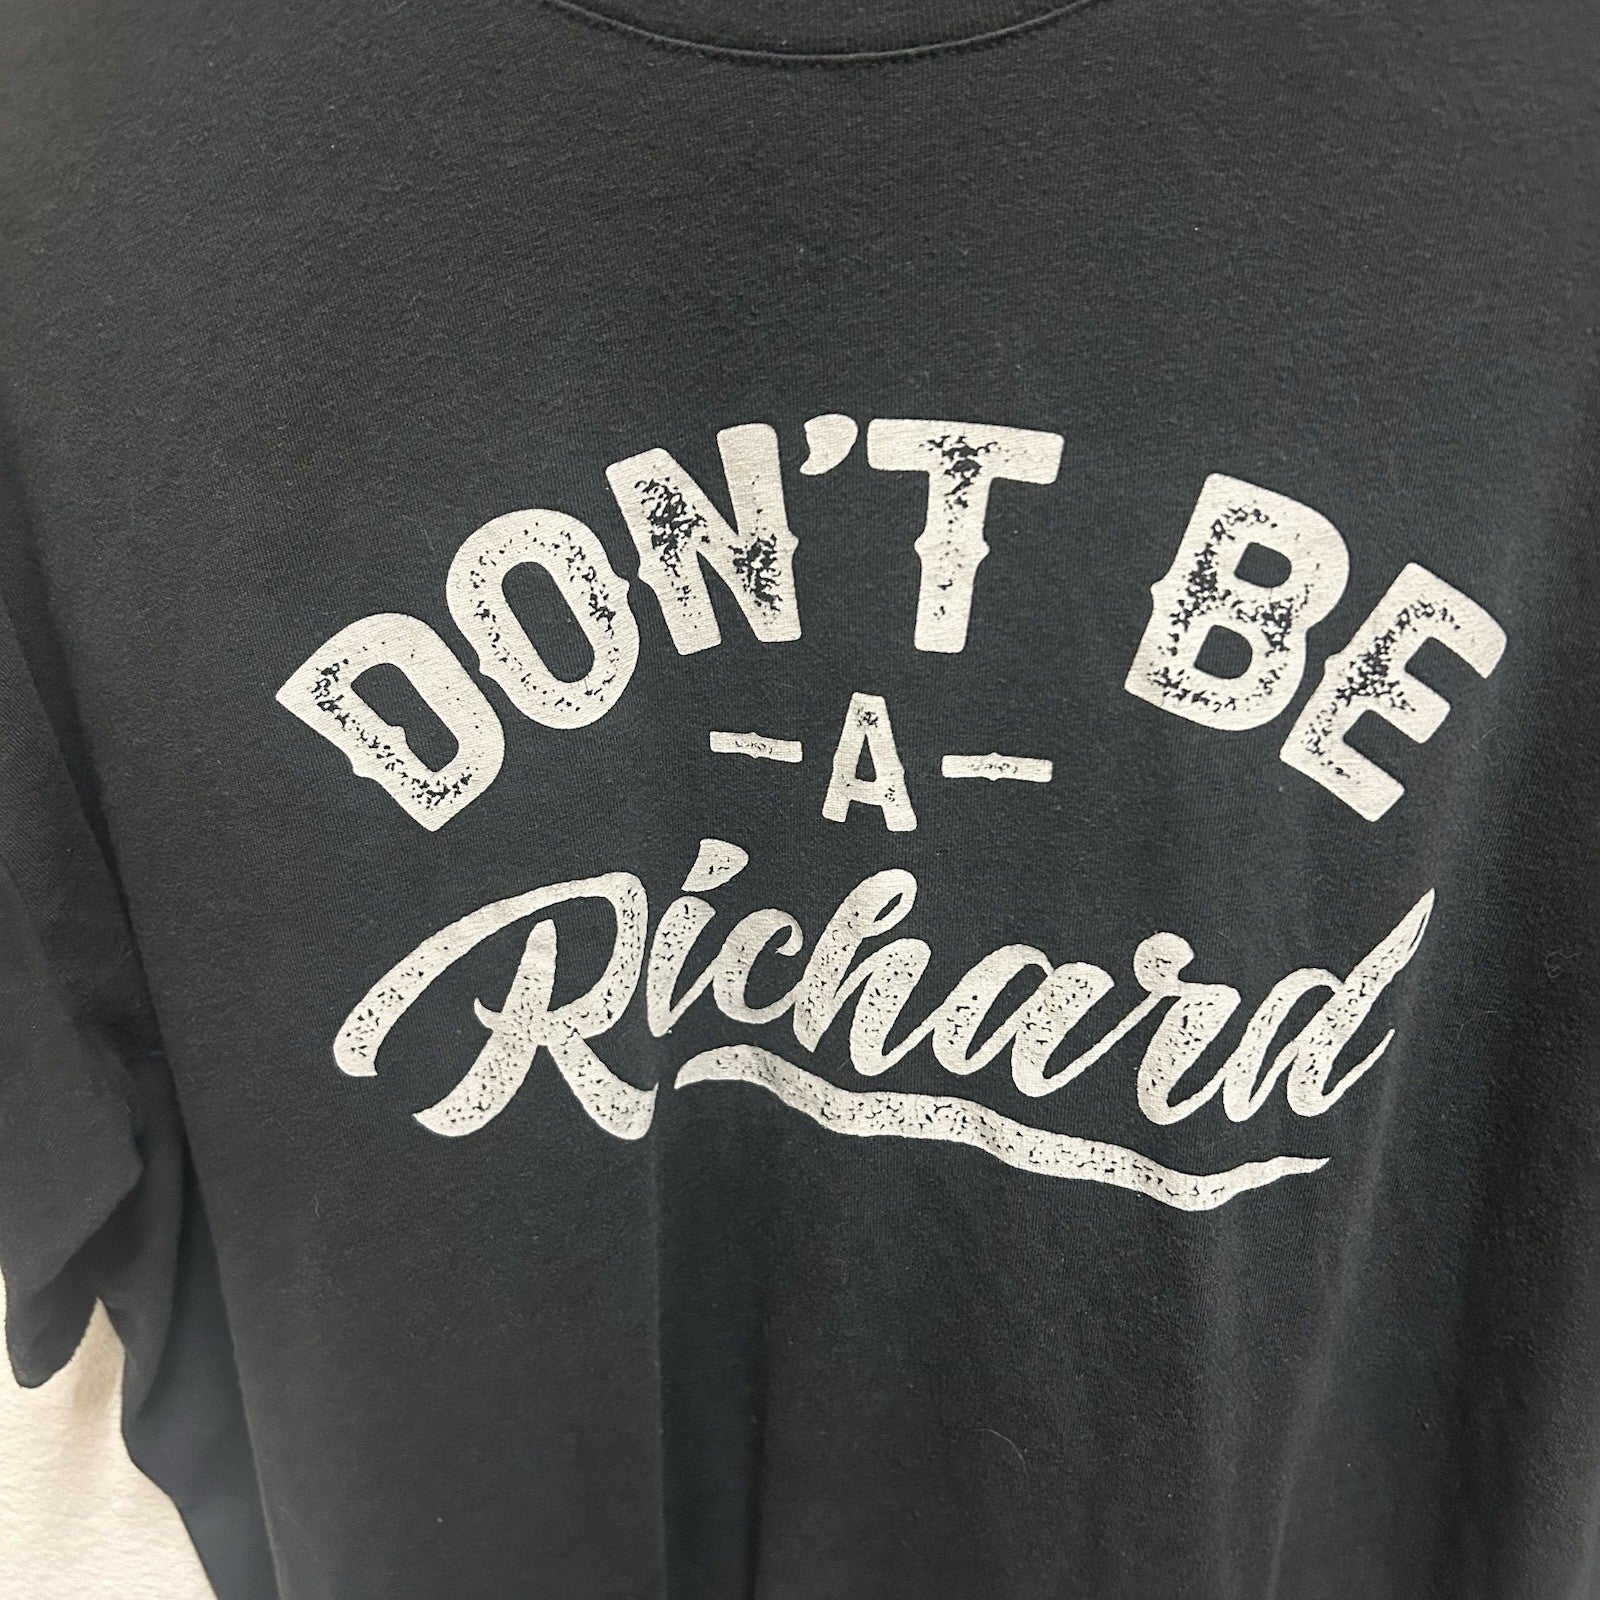 DON'T BE
- A -
Richard